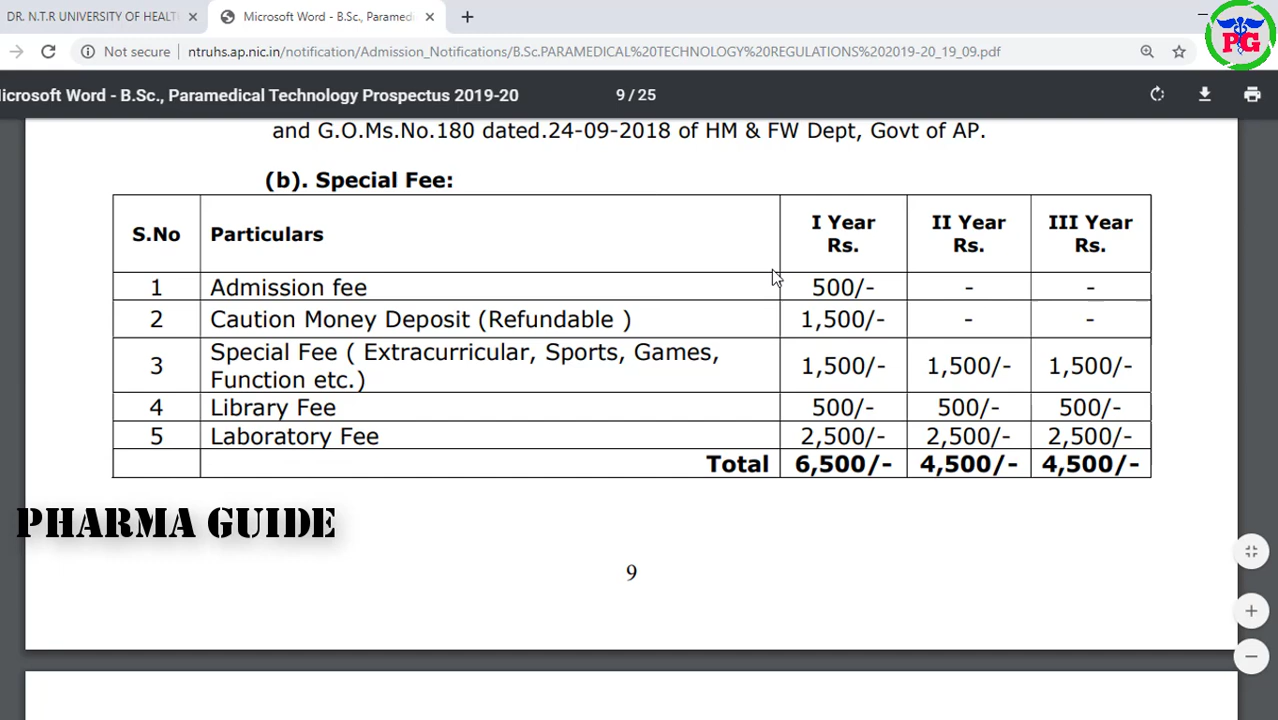 DR. N.T.R UNIVERSITY OF HEALT
Microsoft Word - B.Sc., Paramedi
PG
Not secure
ntruhs.ap.nic.in/notification/Admission_Notifications/B.Sc.PARAMEDICAL%20TECHNOLOGY%20REGULATIONS%202019-20_19_09.pdf
icrosoft Word - B.Sc., Paramedical Technology Prospectus 2019-20
9 / 25
and G.O.Ms.No.180 dated.24-09-2018 of HM & FW Dept, Govt of AP.
(b). Special Fee:
S.No Particulars I Year Rs. II Year Rs. III Year Rs.
1 Admission fee 500/- - -
2 Caution Money Deposit (Refundable ) 1,500/- - -
3 Special Fee ( Extracurricular, Sports, Games, Function etc.) 1,500/- 1,500/- 1,500/-
4 Library Fee 500/- 500/- 500/-
5 Laboratory Fee 2,500/- 2,500/- 2,500/-
Total 6,500/- 4,500/- 4,500/-
PHARMA GUIDE
9